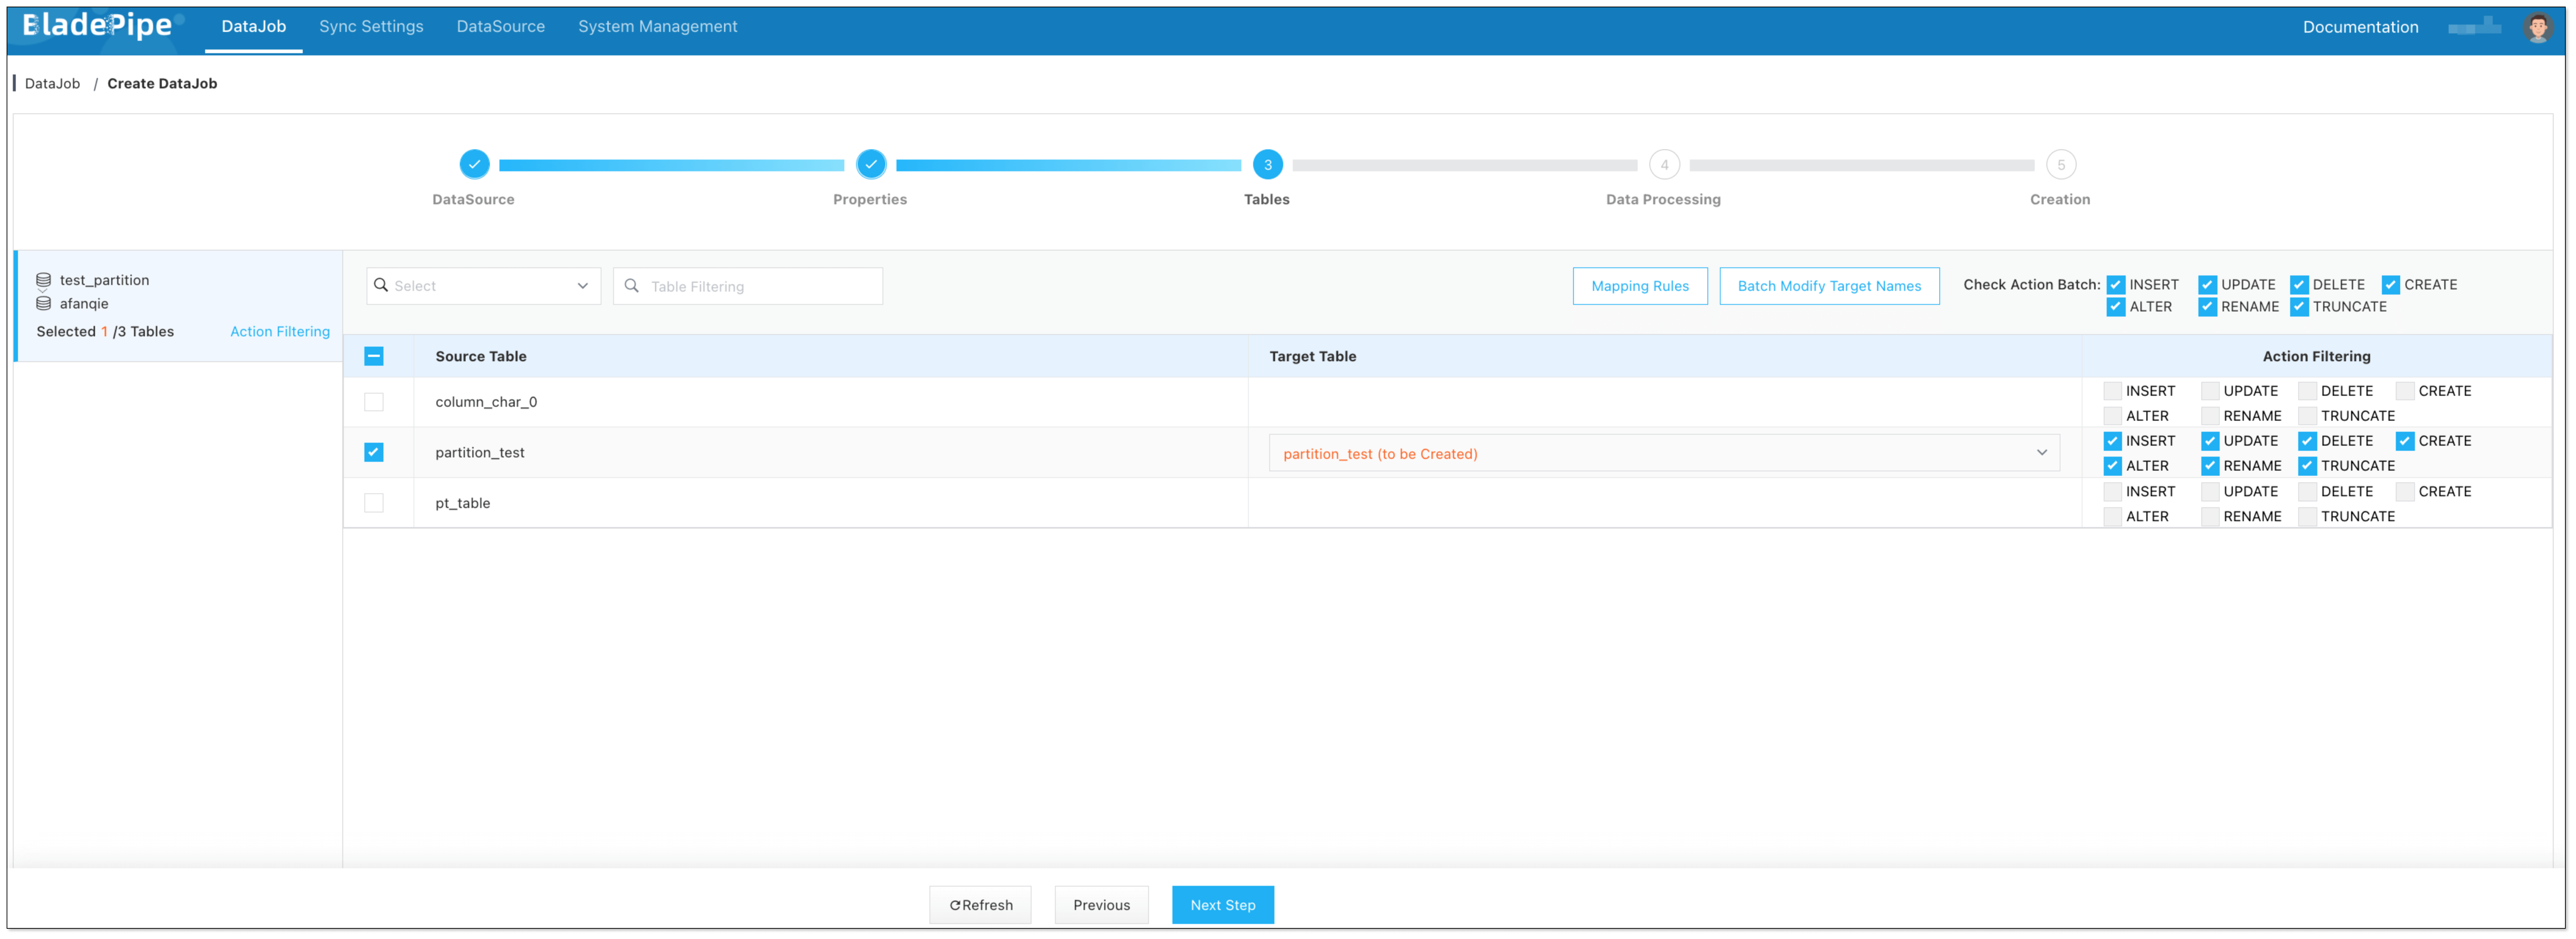 BladePipe DataJob Sync Settings DataSource System Management Documentation
DataJob / Create DataJob
3 4 5
DataSource Properties Tables Data Processing Creation
test_partition
afanqie
Selected 1 /3 Tables Action Filtering
Select Table Filtering Mapping Rules Batch Modify Target Names Check Action Batch: INSERT UPDATE DELETE CREATE
ALTER RENAME TRUNCATE
Source Table Target Table Action Filtering
column_char_0 INSERT UPDATE DELETE CREATE
ALTER RENAME TRUNCATE
partition_test partition_test (to be Created) INSERT UPDATE DELETE CREATE
ALTER RENAME TRUNCATE
pt_table INSERT UPDATE DELETE CREATE
ALTER RENAME TRUNCATE
Refresh Previous Next Step